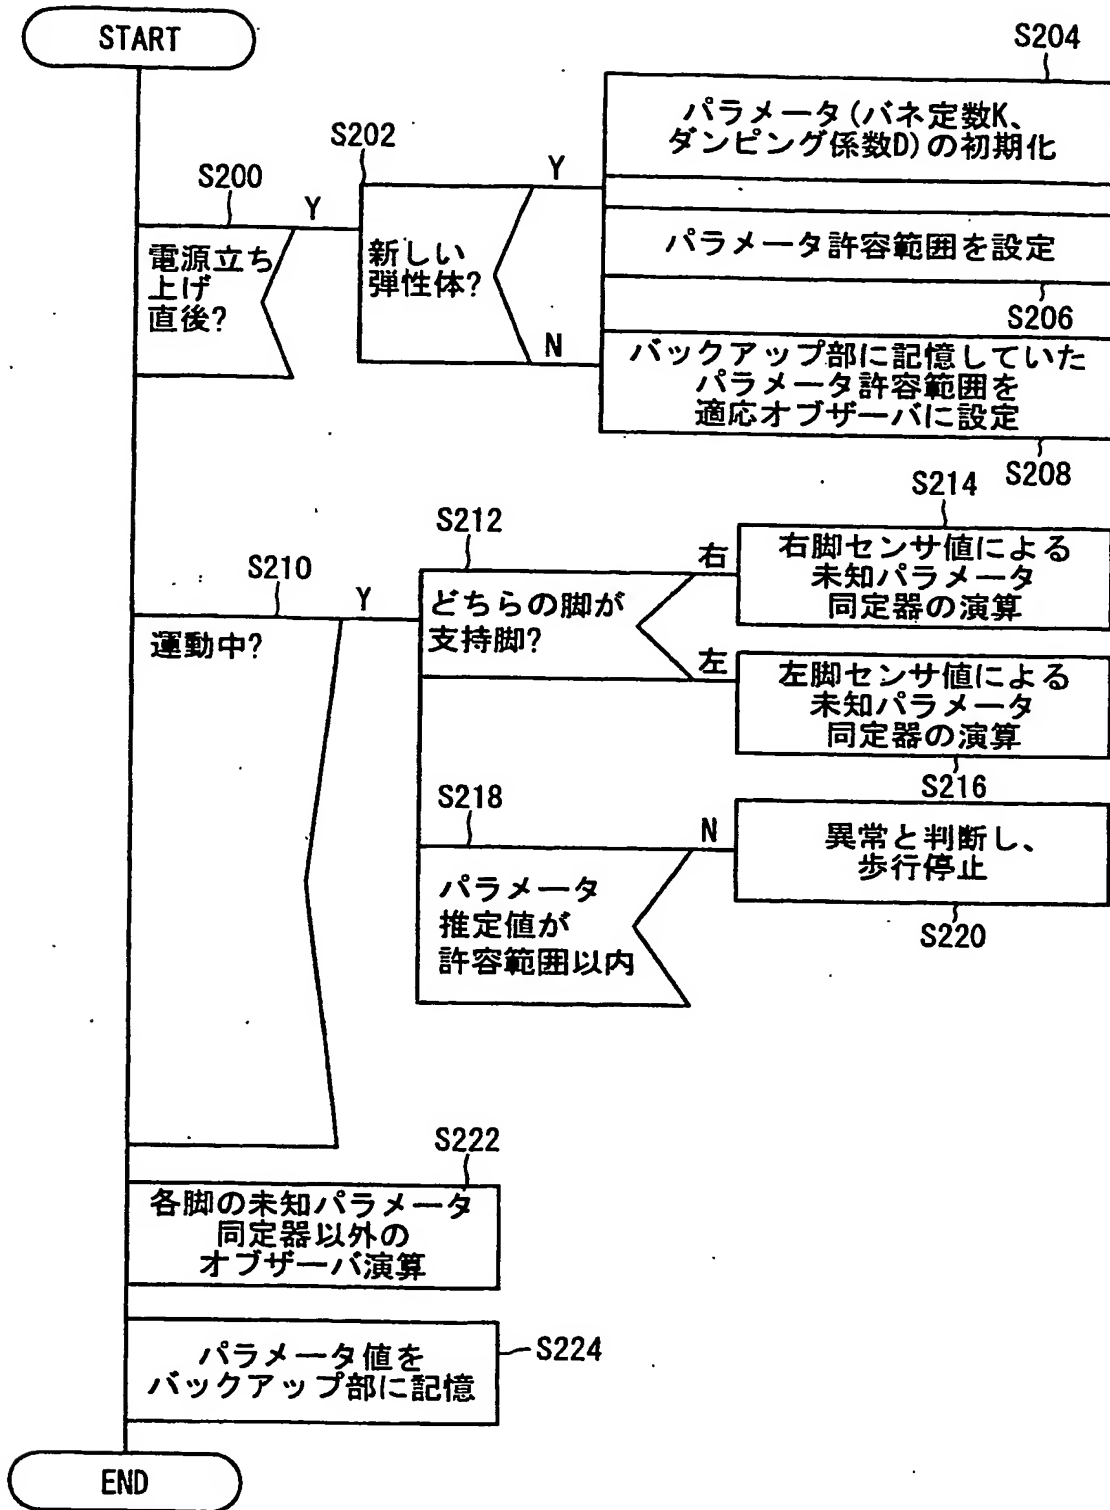 START
S204
パラメータ(バネ定数K、
ダンピング係数D)の初期化
S202
S200
Y
Y
新しい
弾性体?
パラメータ許容範囲を設定
電源立ち
上げ
直後?
S206
N
バックアップ部に記憶していた
パラメータ許容範囲を
適応オブザーバに設定
S208
S214
S212
右
右脚センサ値による
未知パラメータ
同定器の演算
S210
Y
どちらの脚が
支持脚?
運動中?
左
左脚センサ値による
未知パラメータ
同定器の演算
S216
S218
N
異常と判断し、
歩行停止
パラメータ
推定値が
許容範囲以内
S220
S222
各脚の未知パラメータ
同定器以外の
オブザーバ演算
パラメータ値を
バックアップ部に記憶
S224
END